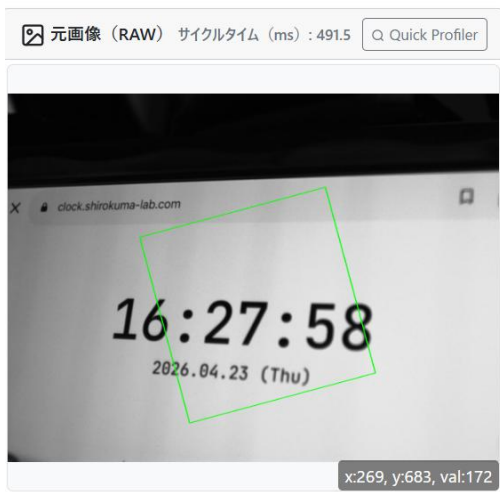 元画像（RAW） サイクルタイム（ms）: 491.5 Quick Profiler
clock.shirokuma-lab.com
16:27:58
2026.04.23 (Thu)
x:269, y:683, val:172